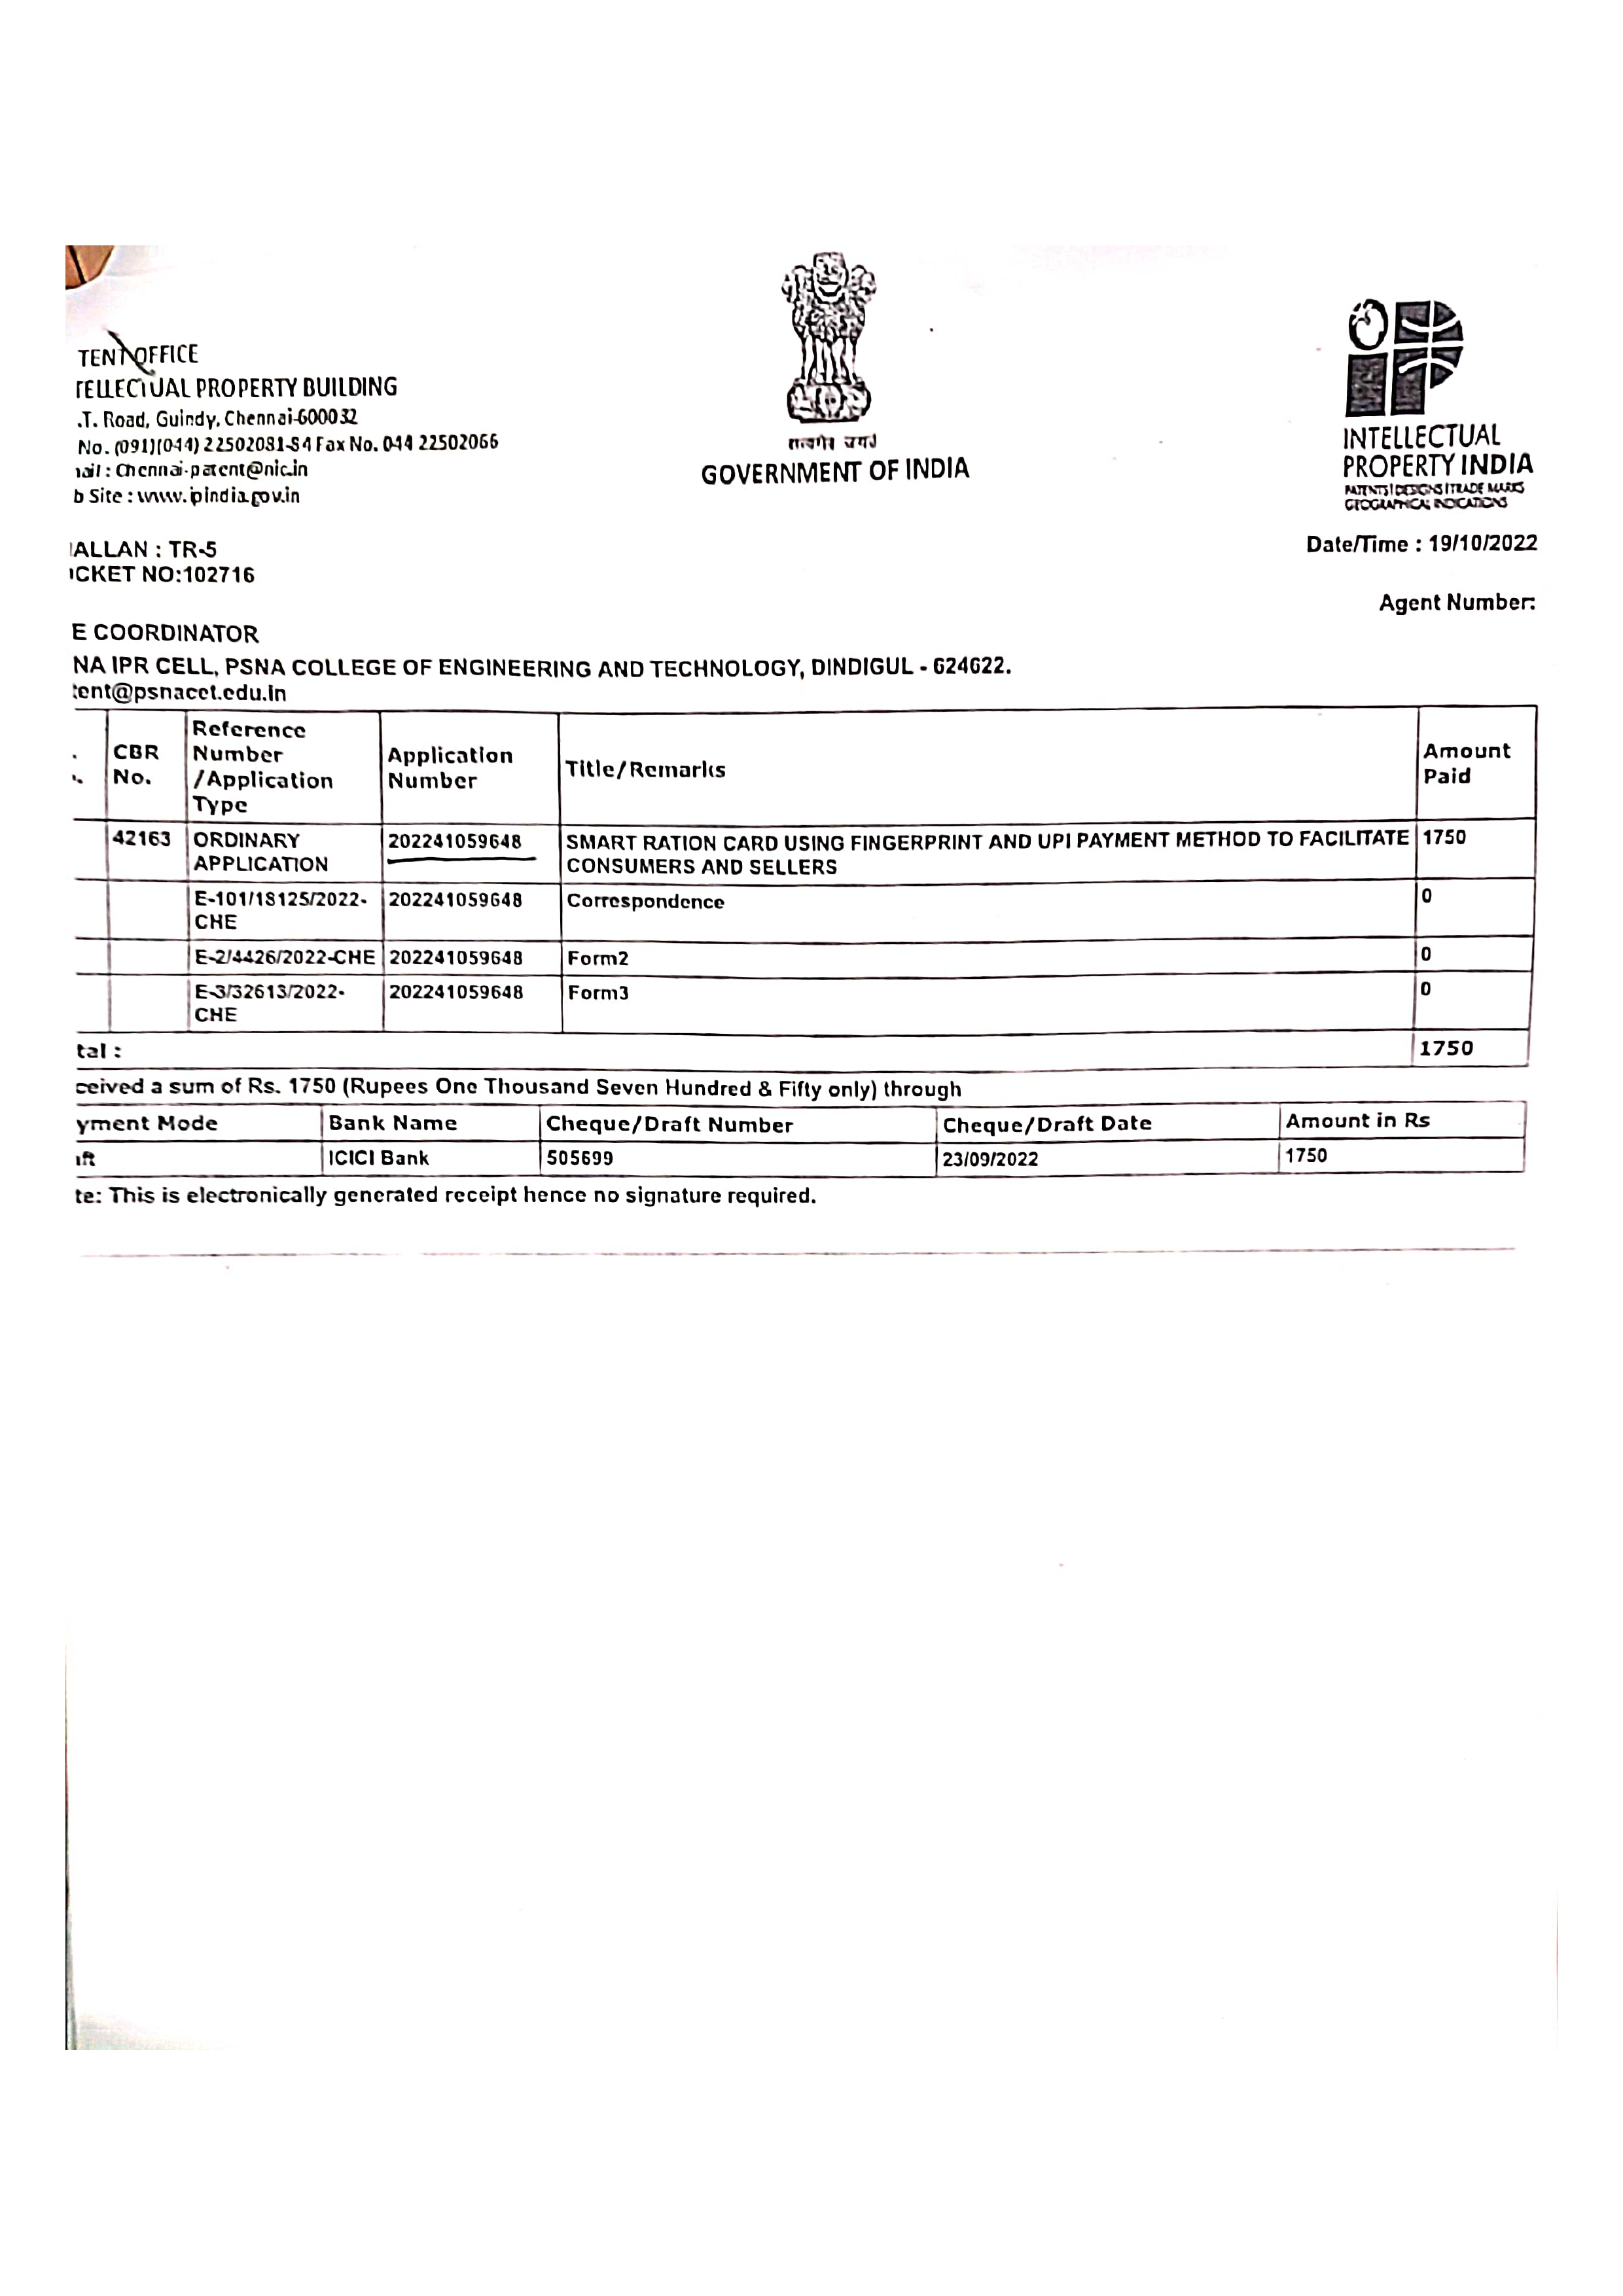 TENT OFFICE
TELLECTUAL PROPERTY BUILDING
.T. Road, Guindy, Chennai-600032
No. (091)(044) 22502081-84 Fax No. 044 22502066
ail : Chennai-patent@nic.in
b Site : www.ipindia.gov.in
सत्यमेव जयते
GOVERNMENT OF INDIA
INTELLECTUAL
PROPERTY INDIA
PATENTS | DESIGNS | TRADE MARKS
GEOGRAPHICAL INDICATIONS
ALLAN : TR-5
Date/Time : 19/10/2022
CKET NO:102716
Agent Number:
E COORDINATOR
NA IPR CELL, PSNA COLLEGE OF ENGINEERING AND TECHNOLOGY, DINDIGUL - 624622.
tent@psnacet.edu.in
CBR No. Reference Number /Application Type Application Number Title/Remarks Amount Paid
42163 ORDINARY APPLICATION 202241059648 SMART RATION CARD USING FINGERPRINT AND UPI PAYMENT METHOD TO FACILITATE CONSUMERS AND SELLERS 1750
E-101/18125/2022-CHE 202241059648 Correspondence 0
E-2/4426/2022-CHE 202241059648 Form2 0
E-3/32613/2022-CHE 202241059648 Form3 0
tal : 1750
ceived a sum of Rs. 1750 (Rupees One Thousand Seven Hundred & Fifty only) through
yment Mode Bank Name Cheque/Draft Number Cheque/Draft Date Amount in Rs
ft ICICI Bank 505699 23/09/2022 1750
te: This is electronically generated receipt hence no signature required.